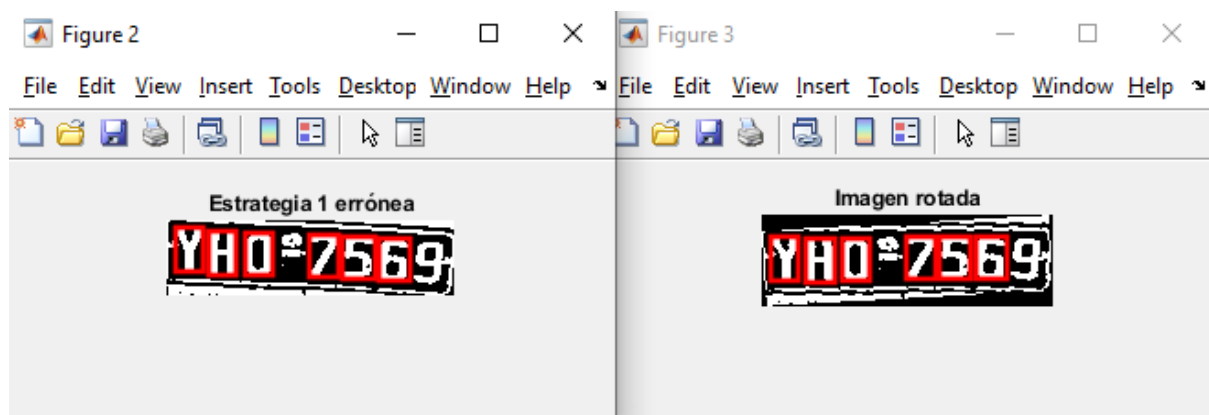 Figure 2
File Edit View Insert Tools Desktop Window Help
Estrategia 1 errónea
YHO º 7569
Figure 3
File Edit View Insert Tools Desktop Window Help
Imagen rotada
YHO º 7569